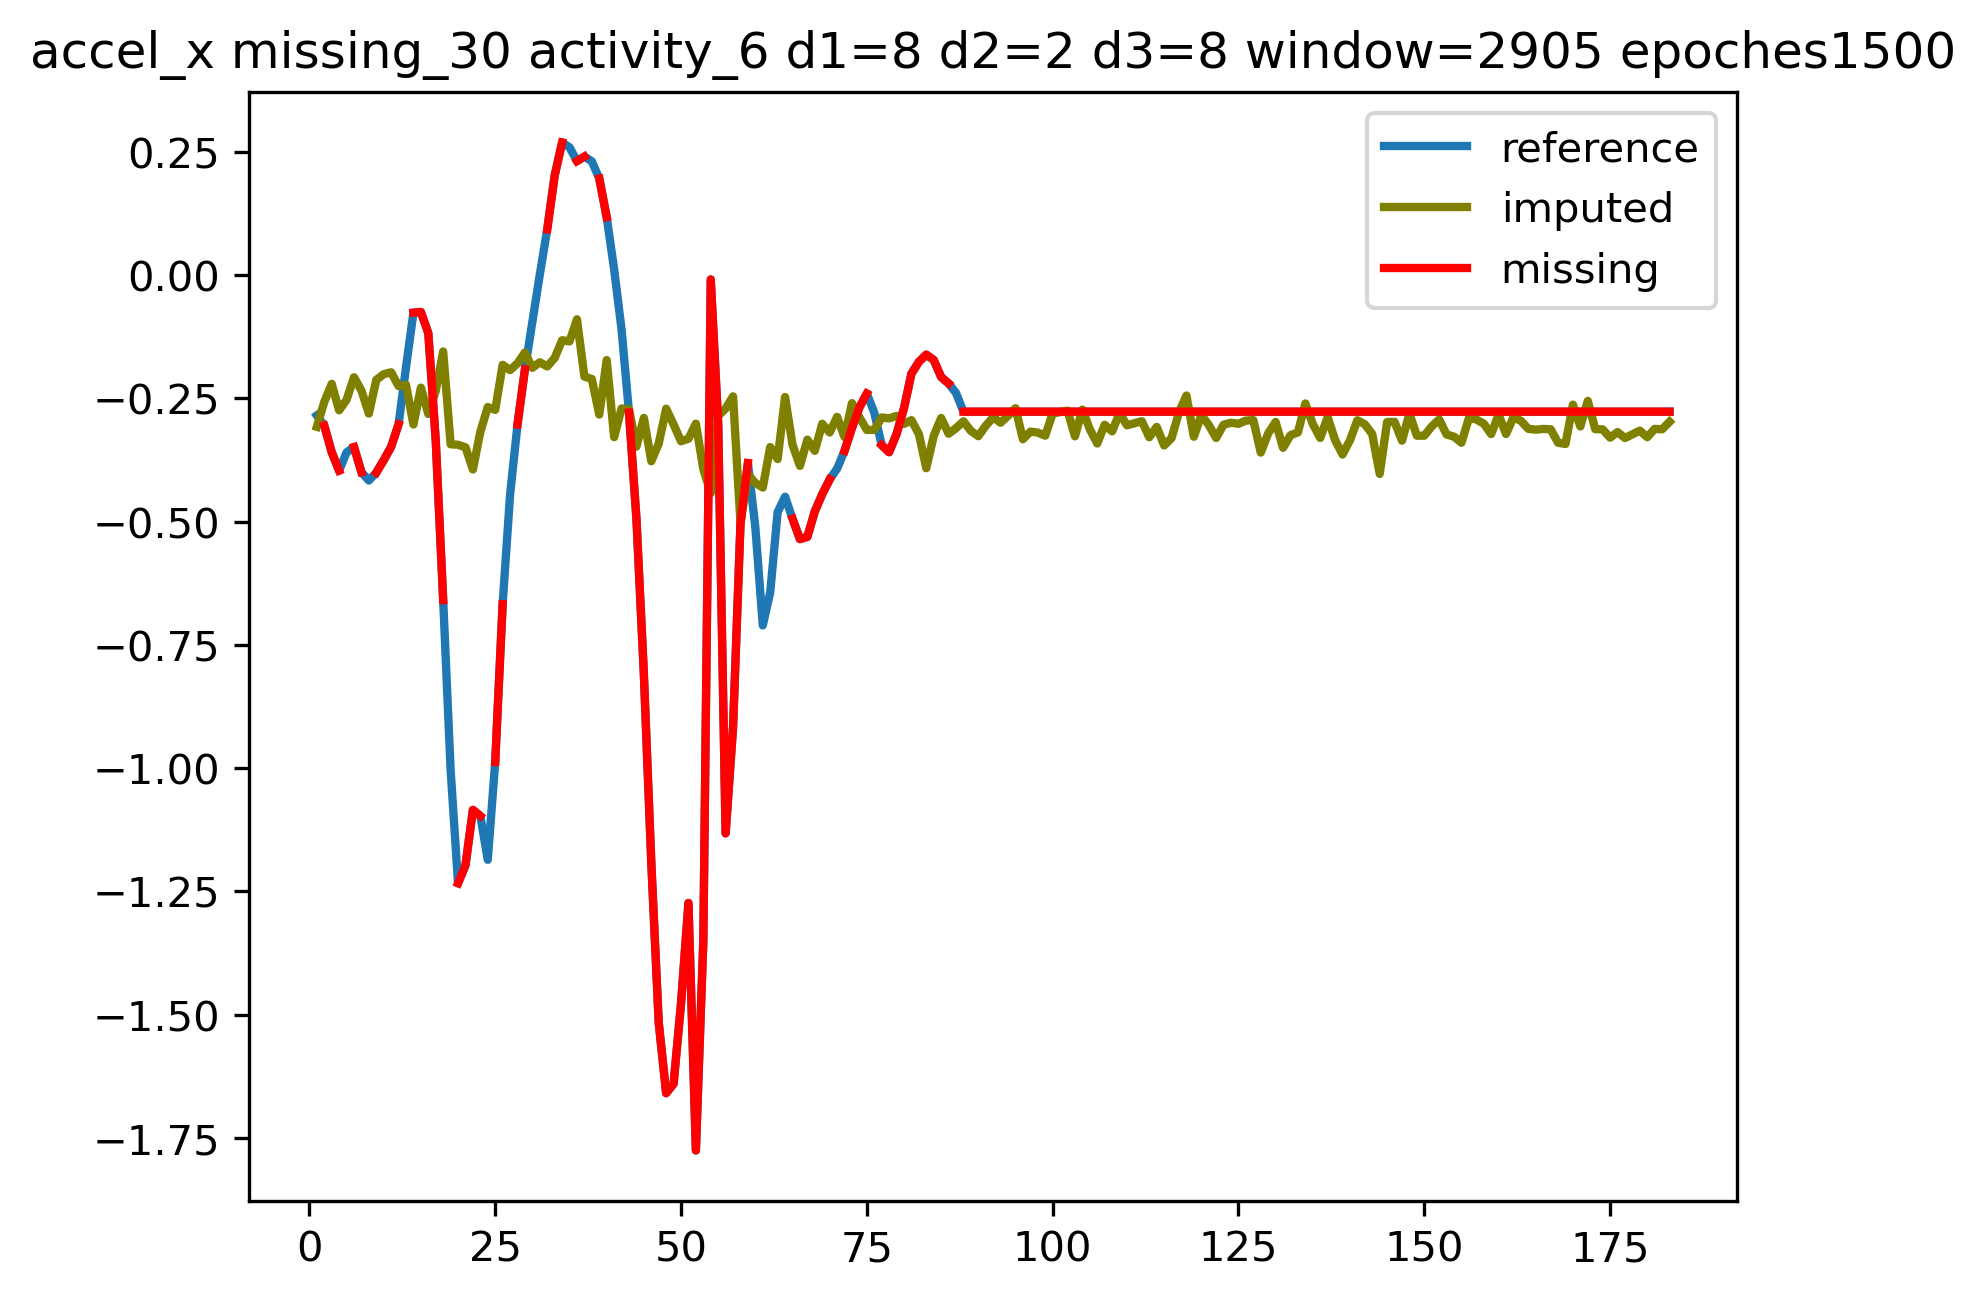 accel_x missing_30 activity_6 d1=8 d2=2 d3=8 window=2905 epoches1500
reference
imputed
missing
0.25
0.00
−0.25
−0.50
−0.75
−1.00
−1.25
−1.50
−1.75
0 25 50 75 100 125 150 175